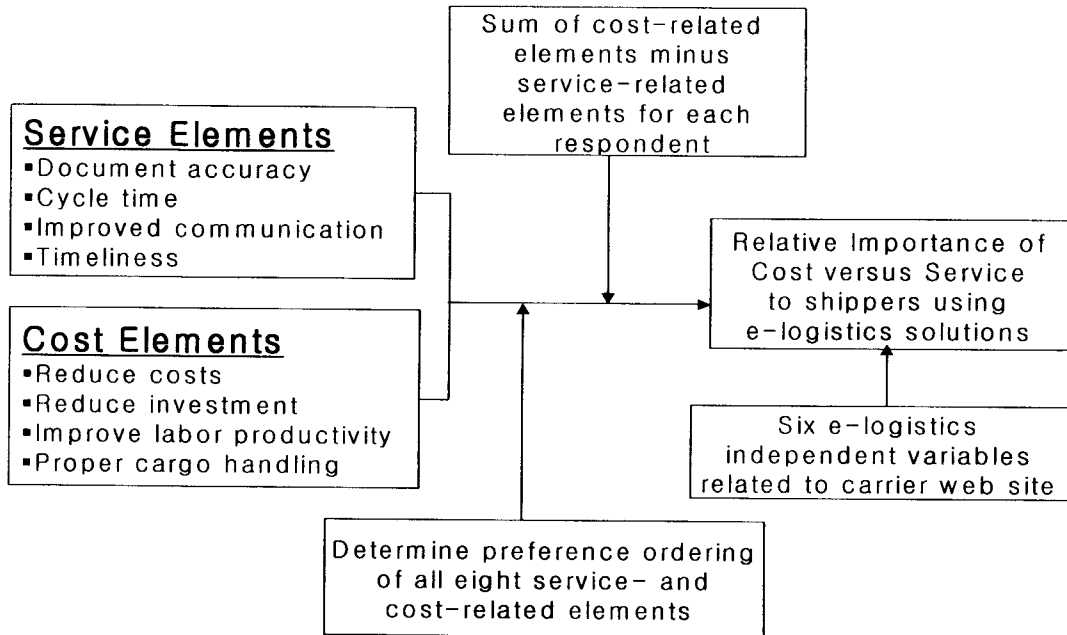 Sum of cost-related
elements minus
service-related
elements for each
respondent
Service Elements
▪Document accuracy
▪Cycle time
▪Improved communication
▪Timeliness
Cost Elements
▪Reduce costs
▪Reduce investment
▪Improve labor productivity
▪Proper cargo handling
Relative Importance of
Cost versus Service
to shippers using
e-logistics solutions
Six e-logistics
independent variables
related to carrier web site
Determine preference ordering
of all eight service- and
cost-related elements